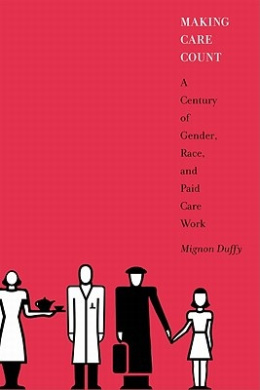 MAKING
CARE
COUNT
A
Century
of
Gender,
Race,
and
Paid
Care
Work
Mignon Duffy